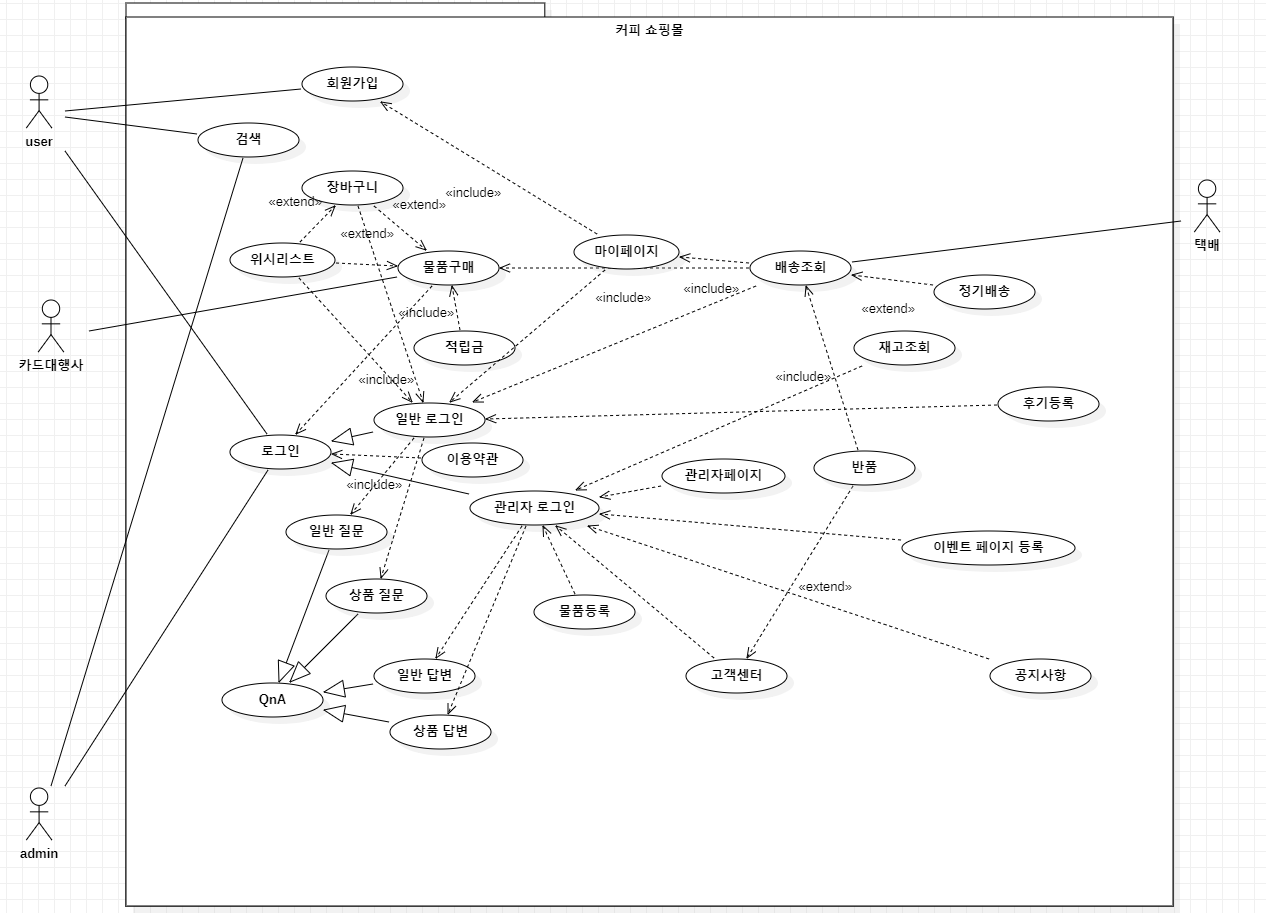 커피 쇼핑몰
회원가입
user
검색
장바구니
«include»
«extend»
«extend»
«extend»
택배
위시리스트
마이페이지
물품구매
배송조회
«include»
«include»
정기배송
«include»
«extend»
카드대행사
적립금
재고조회
«include»
«include»
일반 로그인
후기등록
로그인
이용약관
반품
«include»
관리자페이지
관리자 로그인
일반 질문
이벤트 페이지 등록
상품 질문
«extend»
물품등록
일반 답변
고객센터
공지사항
QnA
상품 답변
admin